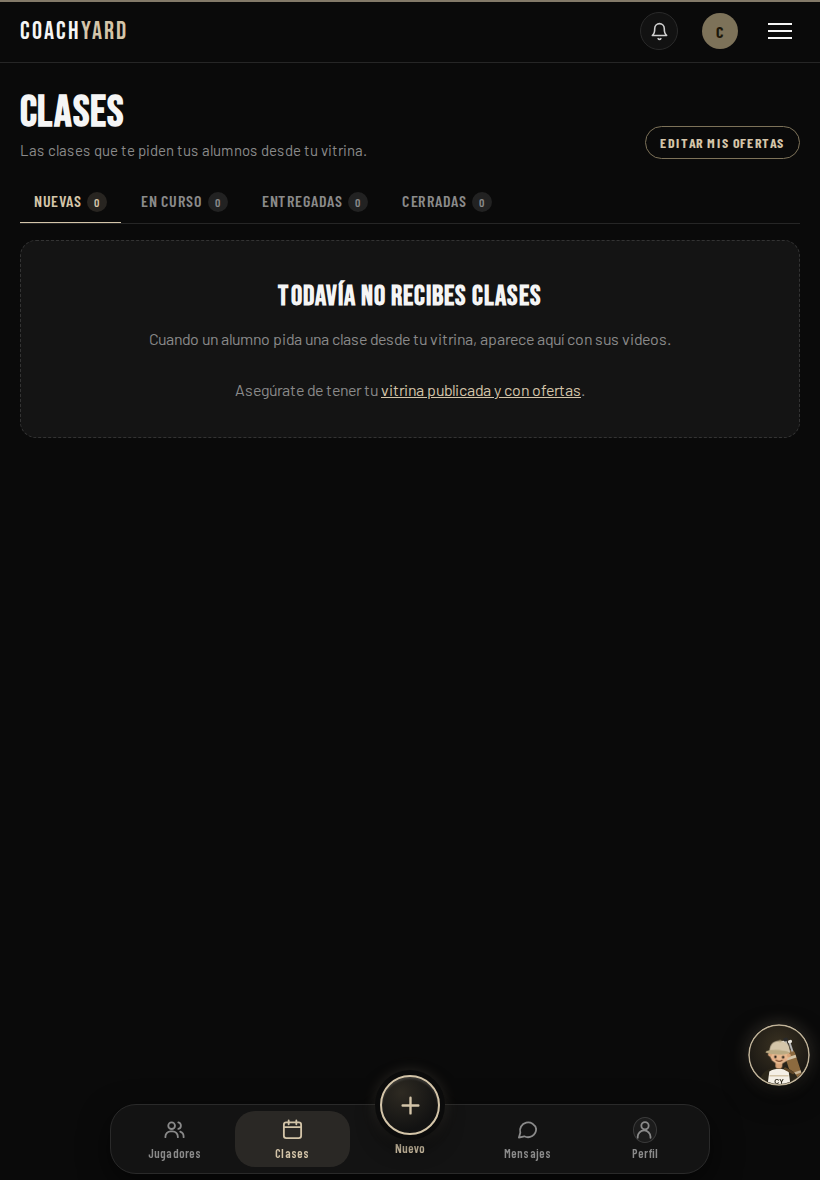 COACHYARD
C
CLASES
Las clases que te piden tus alumnos desde tu vitrina.
EDITAR MIS OFERTAS
NUEVAS 0 EN CURSO 0 ENTREGADAS 0 CERRADAS 0
TODAVÍA NO RECIBES CLASES
Cuando un alumno pida una clase desde tu vitrina, aparece aquí con sus videos.
Asegúrate de tener tu vitrina publicada y con ofertas.
CY
Jugadores Clases Nuevo Mensajes Perfil